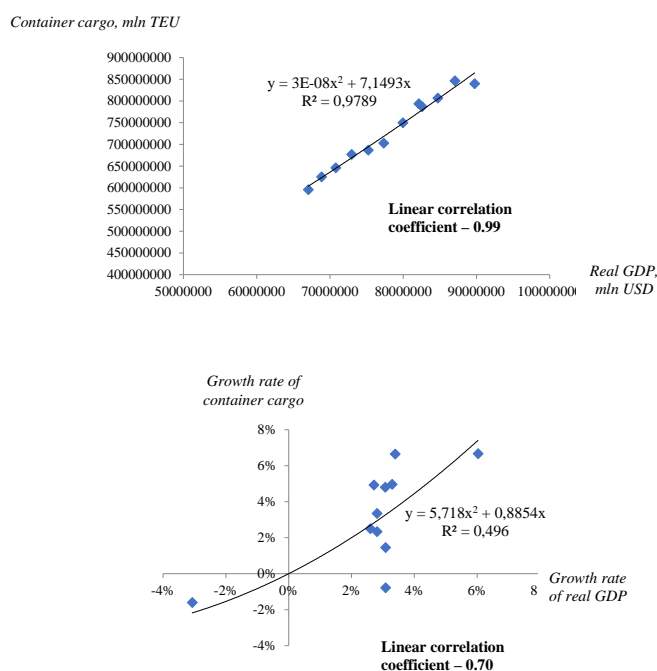 Container cargo, mln TEU
900000000
850000000
800000000
750000000
700000000
650000000
600000000
550000000
500000000
450000000
400000000
y = 3E-08x² + 7,1493x
R² = 0,9789
Linear correlation
coefficient – 0.99
50000000 60000000 70000000 80000000 90000000 100000000
Real GDP,
mln USD
Growth rate of
container cargo
8%
6%
4%
2%
0%
-2%
-4%
y = 5,718x² + 0,8854x
R² = 0,496
-4% -2% 0% 2% 4% 6% 8
Growth rate
of real GDP
Linear correlation
coefficient – 0.70